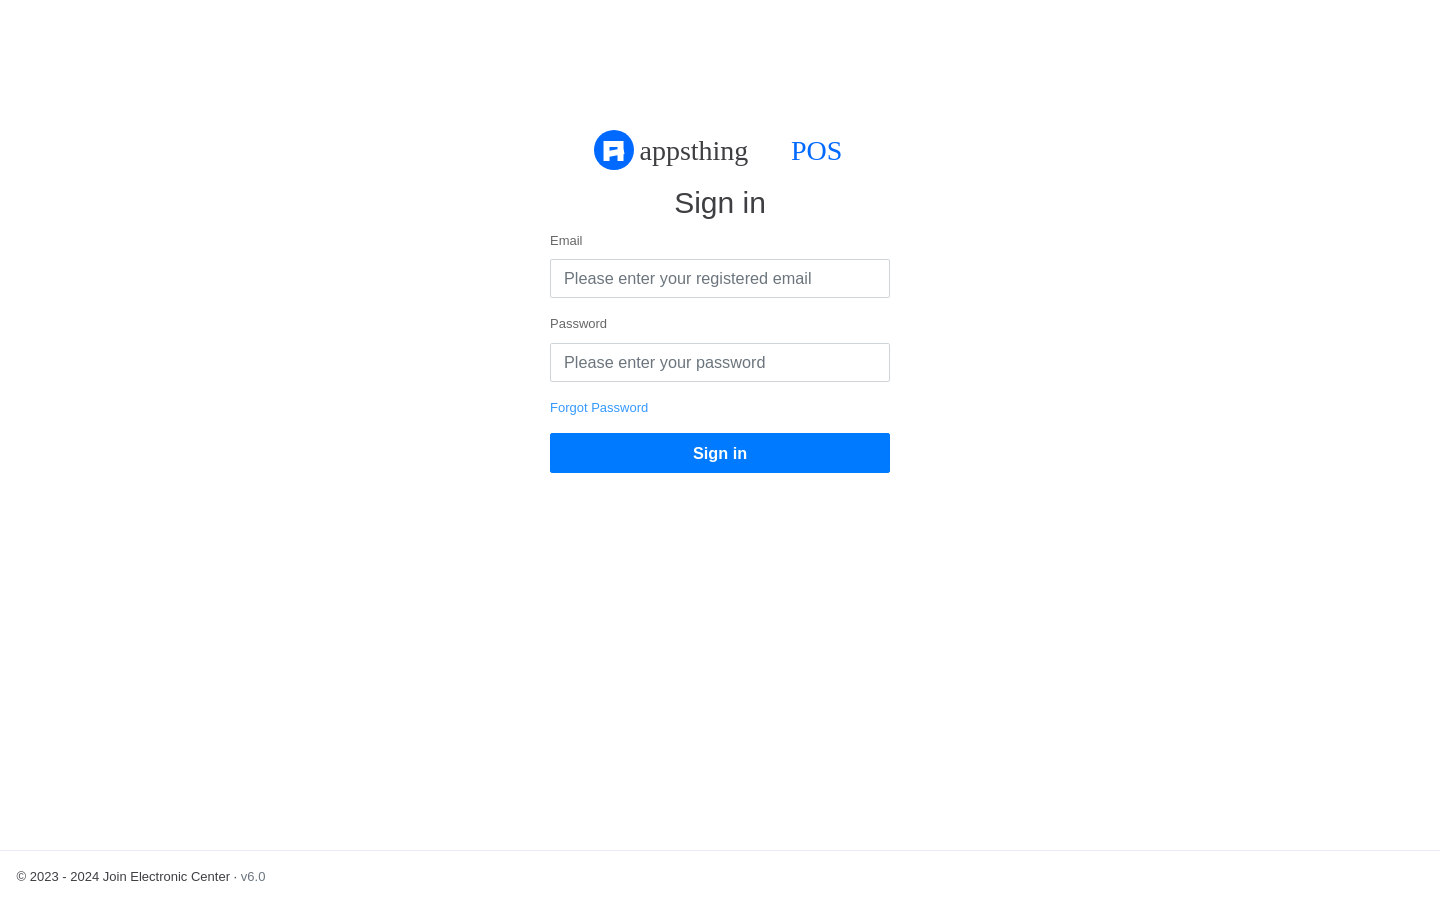 appsthing POS
Sign in
Email
Please enter your registered email
Password
Please enter your password
Forgot Password
Sign in
© 2023 - 2024 Join Electronic Center · v6.0